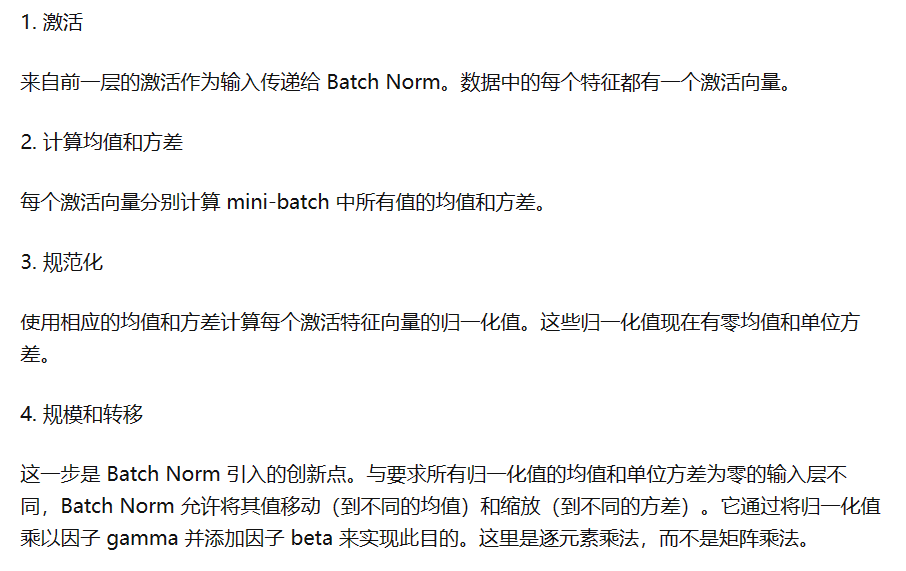 1. 激活
来自前一层的激活作为输入传递给 Batch Norm。数据中的每个特征都有一个激活向量。
2. 计算均值和方差
每个激活向量分别计算 mini-batch 中所有值的均值和方差。
3. 规范化
使用相应的均值和方差计算每个激活特征向量的归一化值。这些归一化值现在有零均值和单位方
差。
4. 规模和转移
这一步是 Batch Norm 引入的创新点。与要求所有归一化值的均值和单位方差为零的输入层不
同，Batch Norm 允许将其值移动（到不同的均值）和缩放（到不同的方差）。它通过将归一化值
乘以因子 gamma 并添加因子 beta 来实现此目的。这里是逐元素乘法，而不是矩阵乘法。